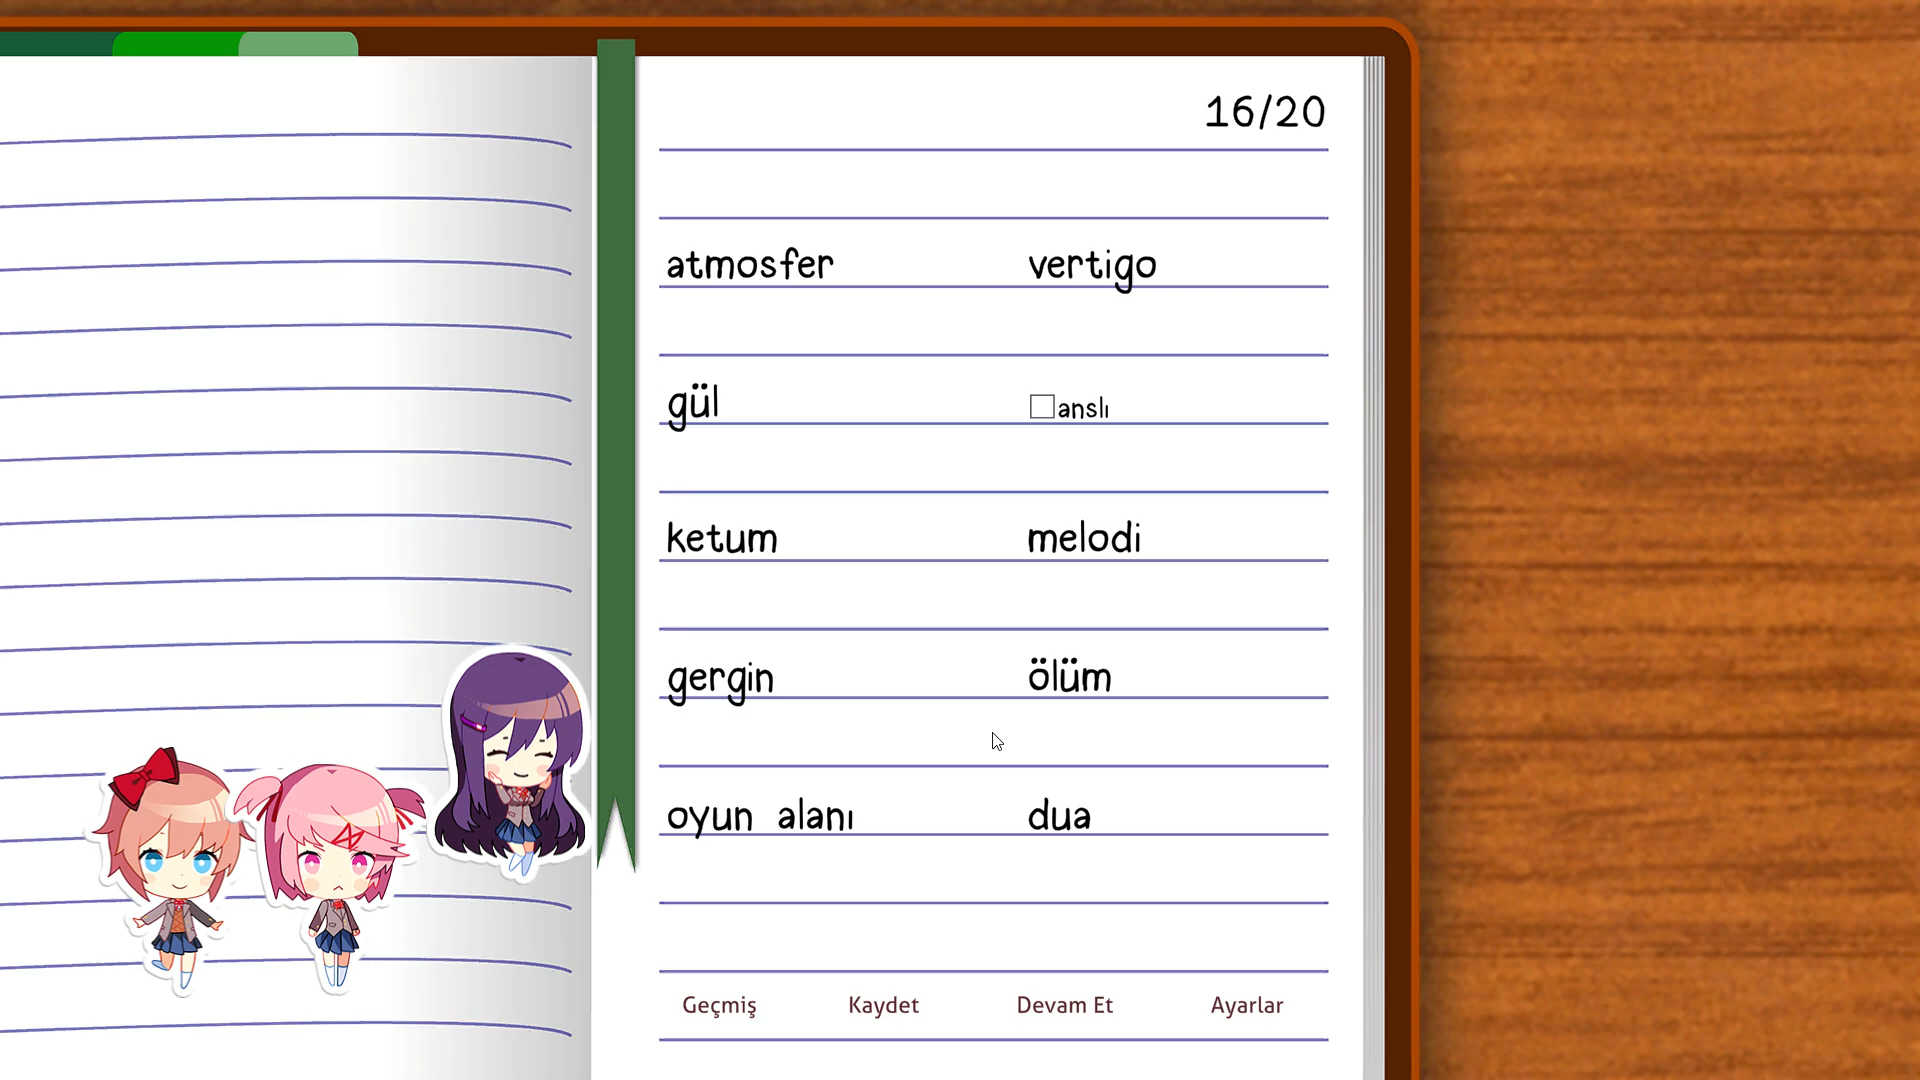 16/20
atmosfer vertigo
gül □anslı
ketum melodi
gergin ölüm
oyun alanı dua
Geçmiş Kaydet Devam Et Ayarlar